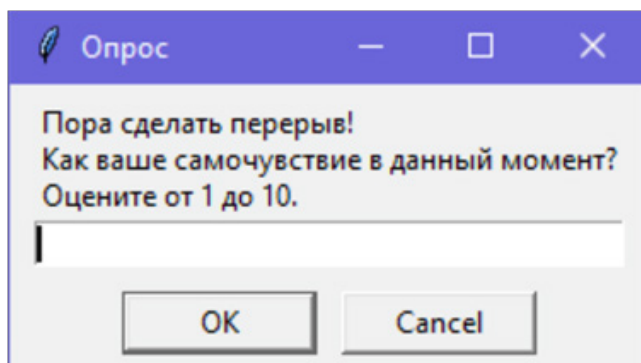 Опрос
Пора сделать перерыв!
Как ваше самочувствие в данный момент?
Оцените от 1 до 10.
OK
Cancel